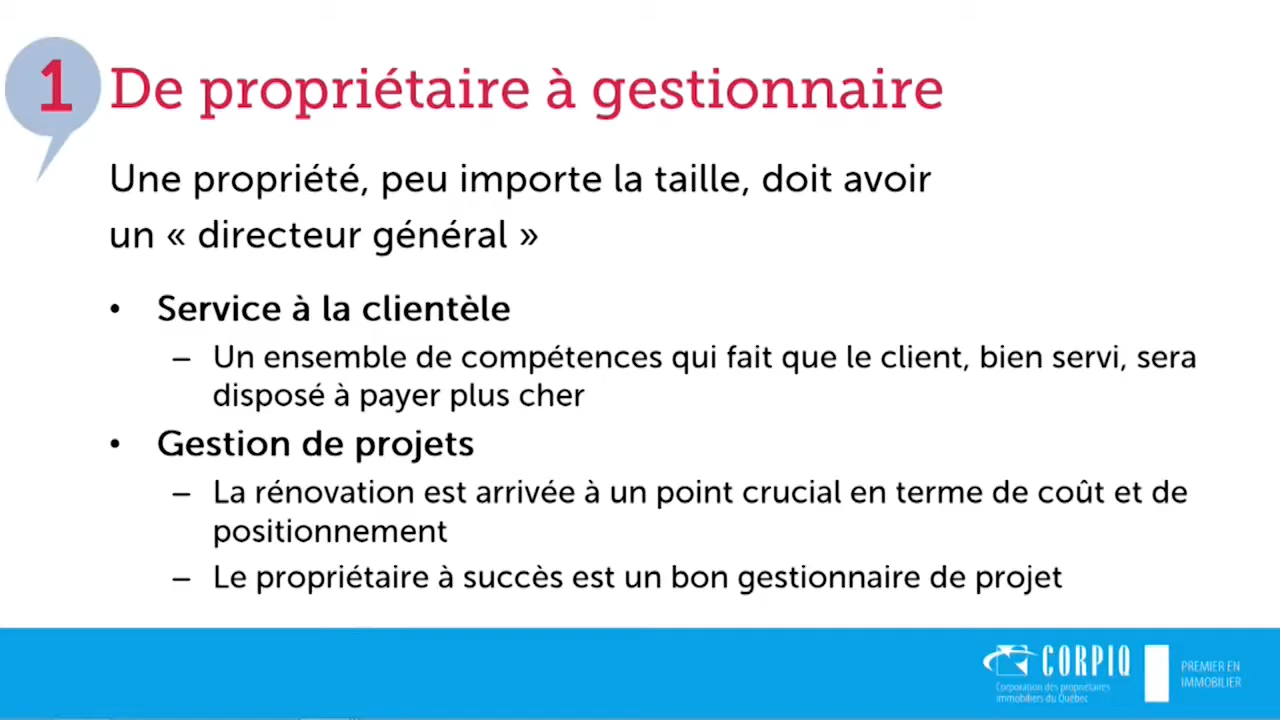 1 De propriétaire à gestionnaire
Une propriété, peu importe la taille, doit avoir
un « directeur général »
• Service à la clientèle
– Un ensemble de compétences qui fait que le client, bien servi, sera
disposé à payer plus cher
• Gestion de projets
– La rénovation est arrivée à un point crucial en terme de coût et de
positionnement
– Le propriétaire à succès est un bon gestionnaire de projet
CORPIQ
Corporation des propriétaires
immobiliers du Québec
PREMIER EN
IMMOBILIER